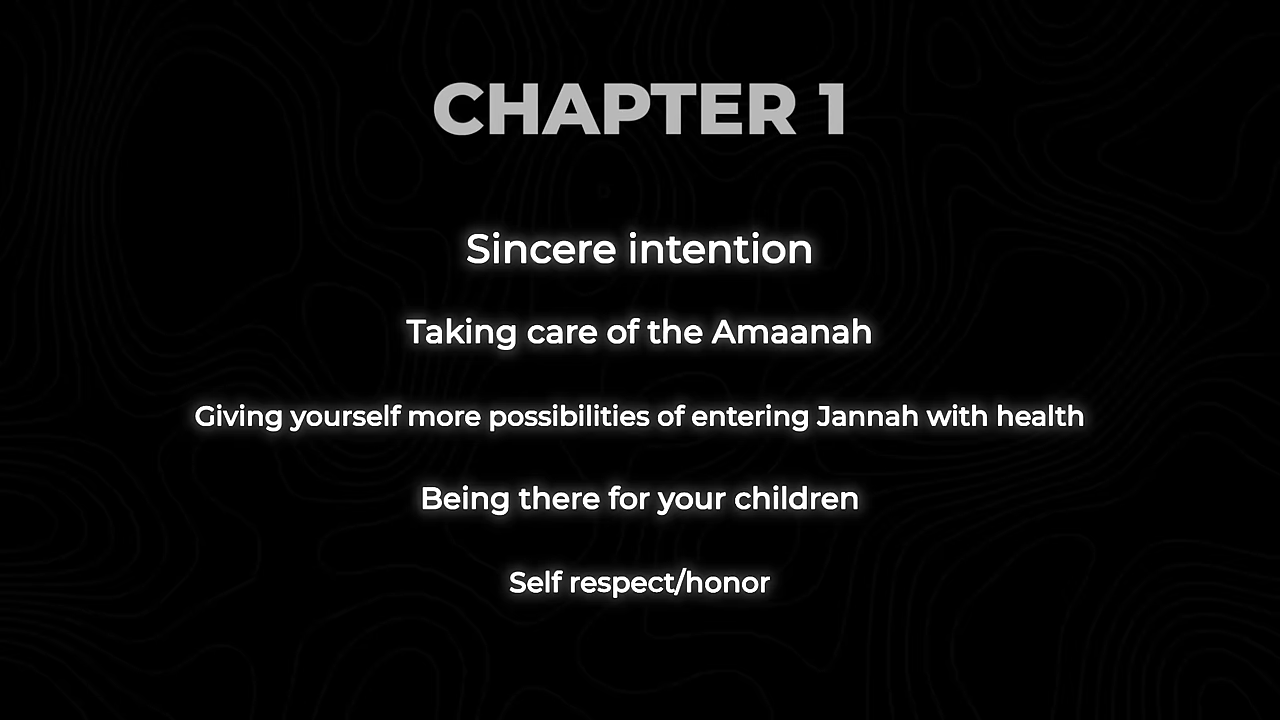 CHAPTER 1
Sincere intention
Taking care of the Amaanah
Giving yourself more possibilities of entering Jannah with health
Being there for your children
Self respect/honor